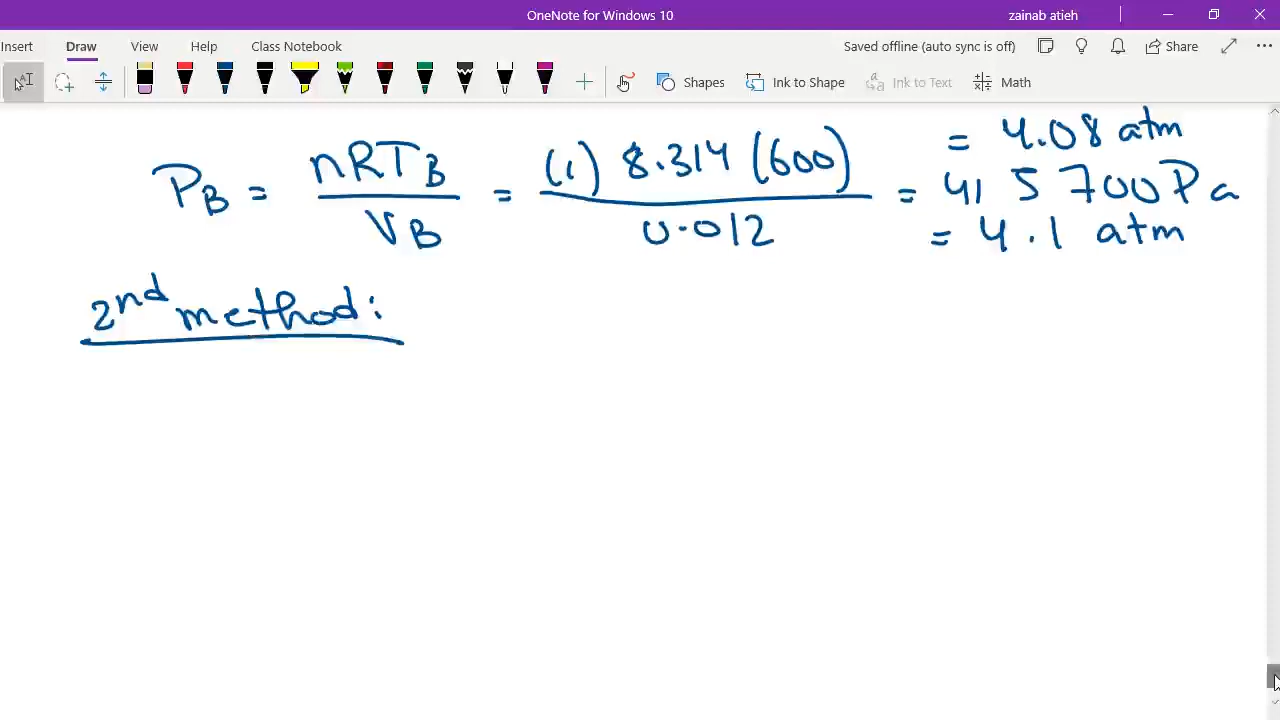 OneNote for Windows 10 zainab atieh
Insert Draw View Help Class Notebook Saved offline (auto sync is off) Share
Shapes Ink to Shape Ink to Text Math
= 4.08 atm
P_B = nRT_B / V_B = (1) 8.314 (600) / 0.012 = 415700 Pa
= 4.1 atm
2nd method: